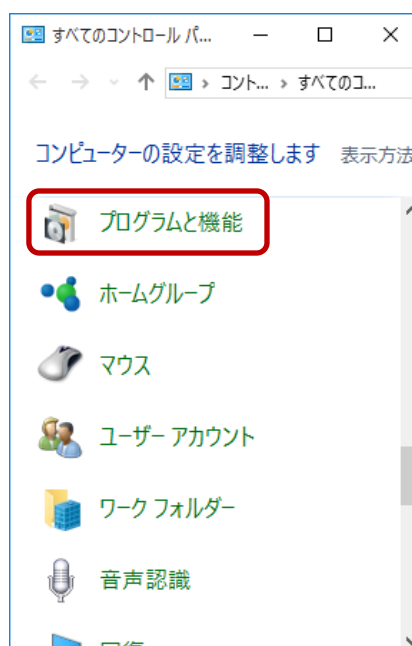 すべてのコントロール パ...
コント... › すべてのコ...
コンピューターの設定を調整します 表示方法
プログラムと機能
ホームグループ
マウス
ユーザー アカウント
ワーク フォルダー
音声認識